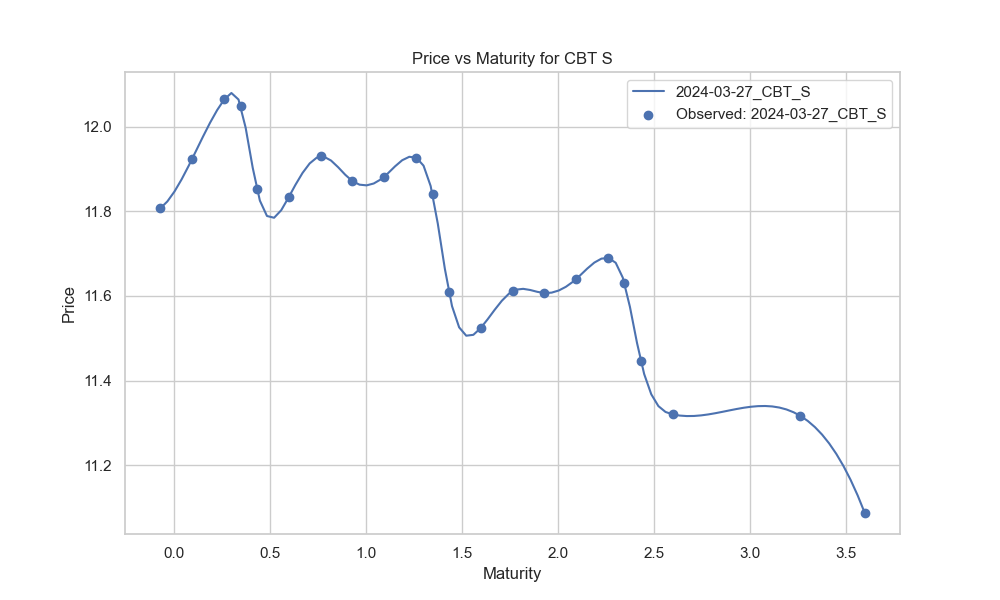 Price vs Maturity for CBT S
2024-03-27_CBT_S
Observed: 2024-03-27_CBT_S
Price
12.0
11.8
11.6
11.4
11.2
0.0 0.5 1.0 1.5 2.0 2.5 3.0 3.5
Maturity